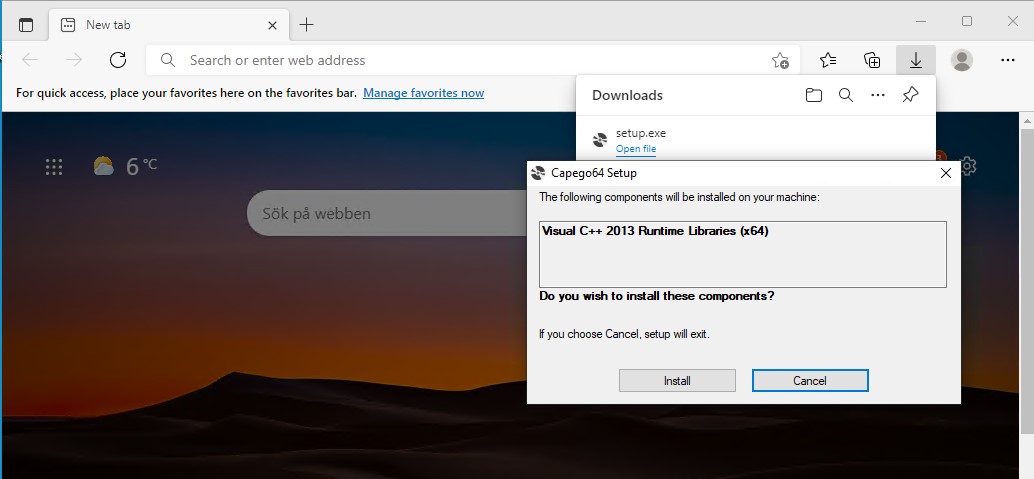 New tab
Search or enter web address
For quick access, place your favorites here on the favorites bar. Manage favorites now
Downloads
setup.exe
Open file
6 °C
Sök på webben
Capego64 Setup
The following components will be installed on your machine:
Visual C++ 2013 Runtime Libraries (x64)
Do you wish to install these components?
If you choose Cancel, setup will exit.
Install
Cancel